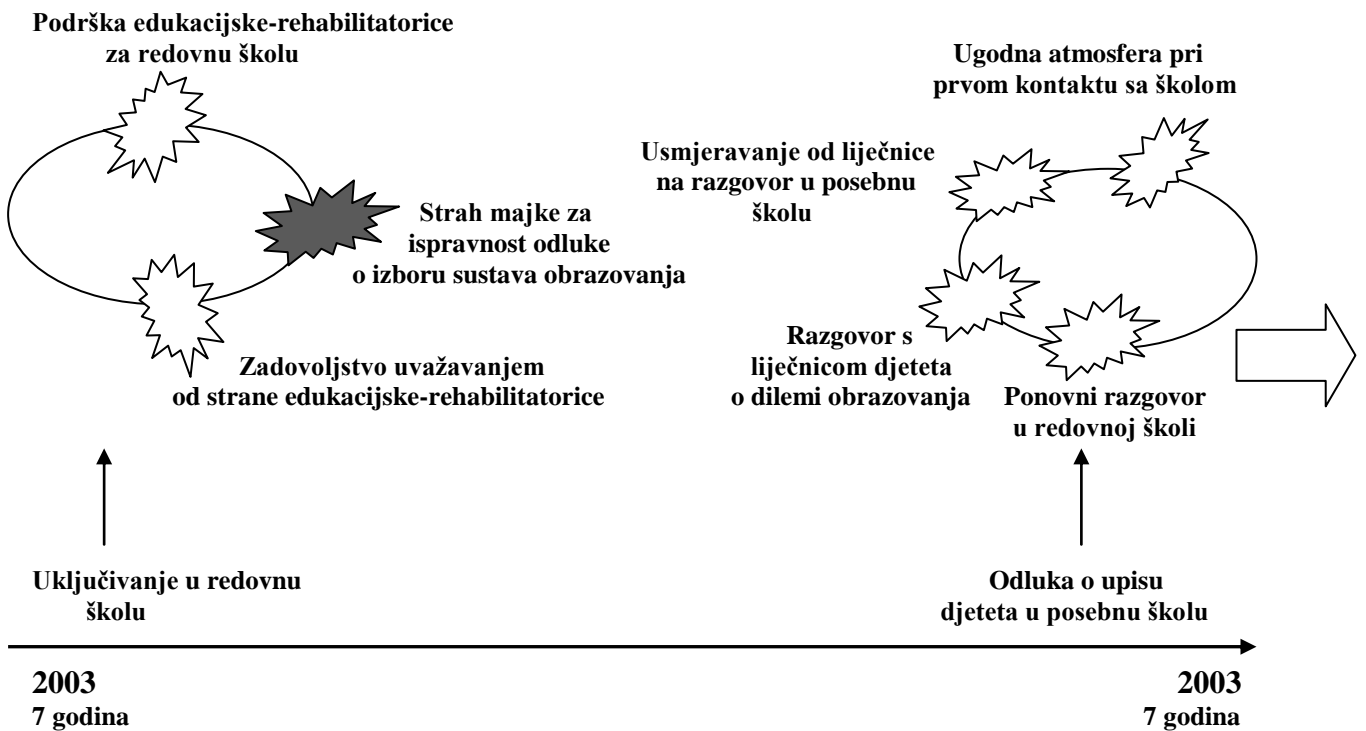 Podrška edukacijske-rehabilitatorice
za redovnu školu
Strah majke za
ispravnost odluke
o izboru sustava obrazovanja
Zadovoljstvo uvažavanjem
od strane edukacijske-rehabilitatorice
Uključivanje u redovnu
školu
Ugodna atmosfera pri
prvom kontaktu sa školom
Usmjeravanje od liječnice
na razgovor u posebnu
školu
Razgovor s
liječnicom djeteta
o dilemi obrazovanja
Ponovni razgovor
u redovnoj školi
Odluka o upisu
djeteta u posebnu školu
2003
7 godina
2003
7 godina